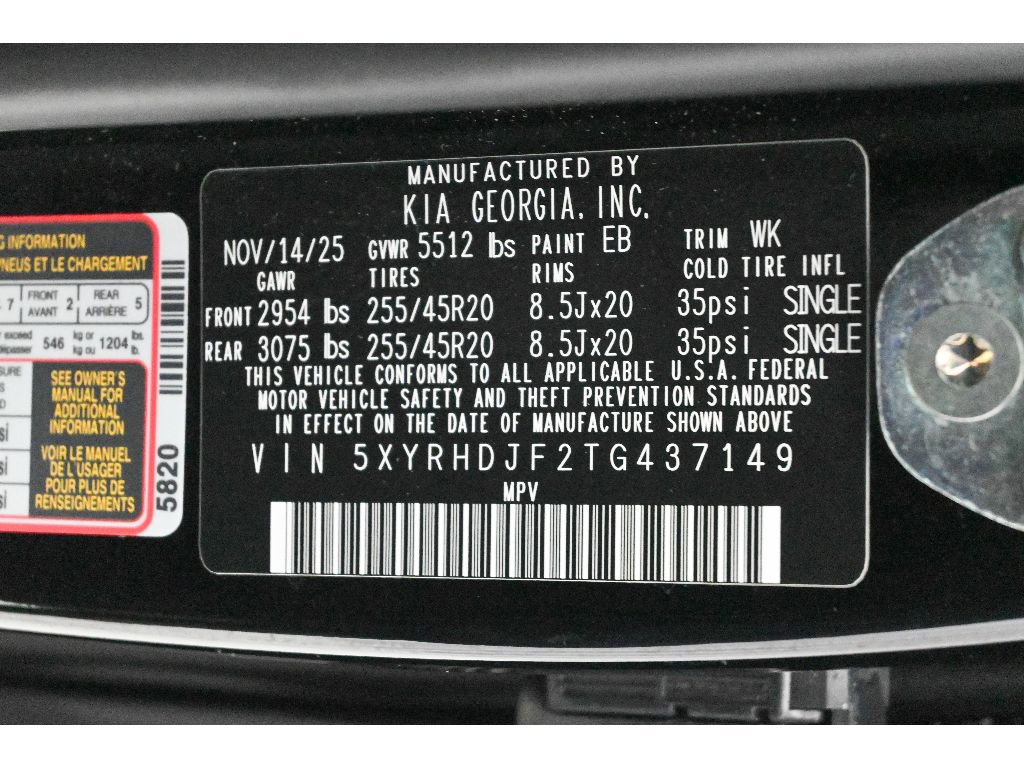 MANUFACTURED BY
KIA GEORGIA, INC.
NOV/14/25 GVWR 5512 lbs PAINT EB TRIM WK
GAWR TIRES RIMS COLD TIRE INFL
FRONT 2954 lbs 255/45R20 8.5Jx20 35psi SINGLE
REAR 3075 lbs 255/45R20 8.5Jx20 35psi SINGLE
THIS VEHICLE CONFORMS TO ALL APPLICABLE U.S.A. FEDERAL
MOTOR VEHICLE SAFETY AND THEFT PREVENTION STANDARDS
IN EFFECT ON THE DATE OF MANUFACTURE SHOWN ABOVE
VIN 5XYRHDJF2TG437149
MPV
INFORMATION
PNEUS ET LE CHARGEMENT
7 FRONT AVANT 2 REAR ARRIÈRE 5
exceed 546 kg or kg ou 1204 lbs. lb.
SEE OWNER'S
MANUAL FOR
ADDITIONAL
INFORMATION
VOIR LE MANUEL
DE L'USAGER
POUR PLUS DE
RENSEIGNEMENTS
5820